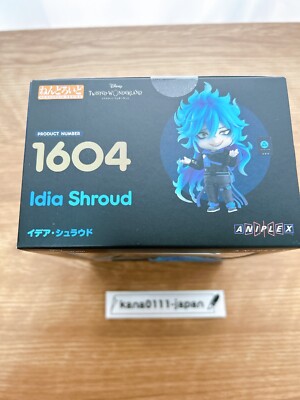 ねんどろいど
Disney
TWISTED WONDERLAND
PRODUCT NUMBER
1604
Idia Shroud
イデア・シュラウド
ANIPLEX
kana0111-japan